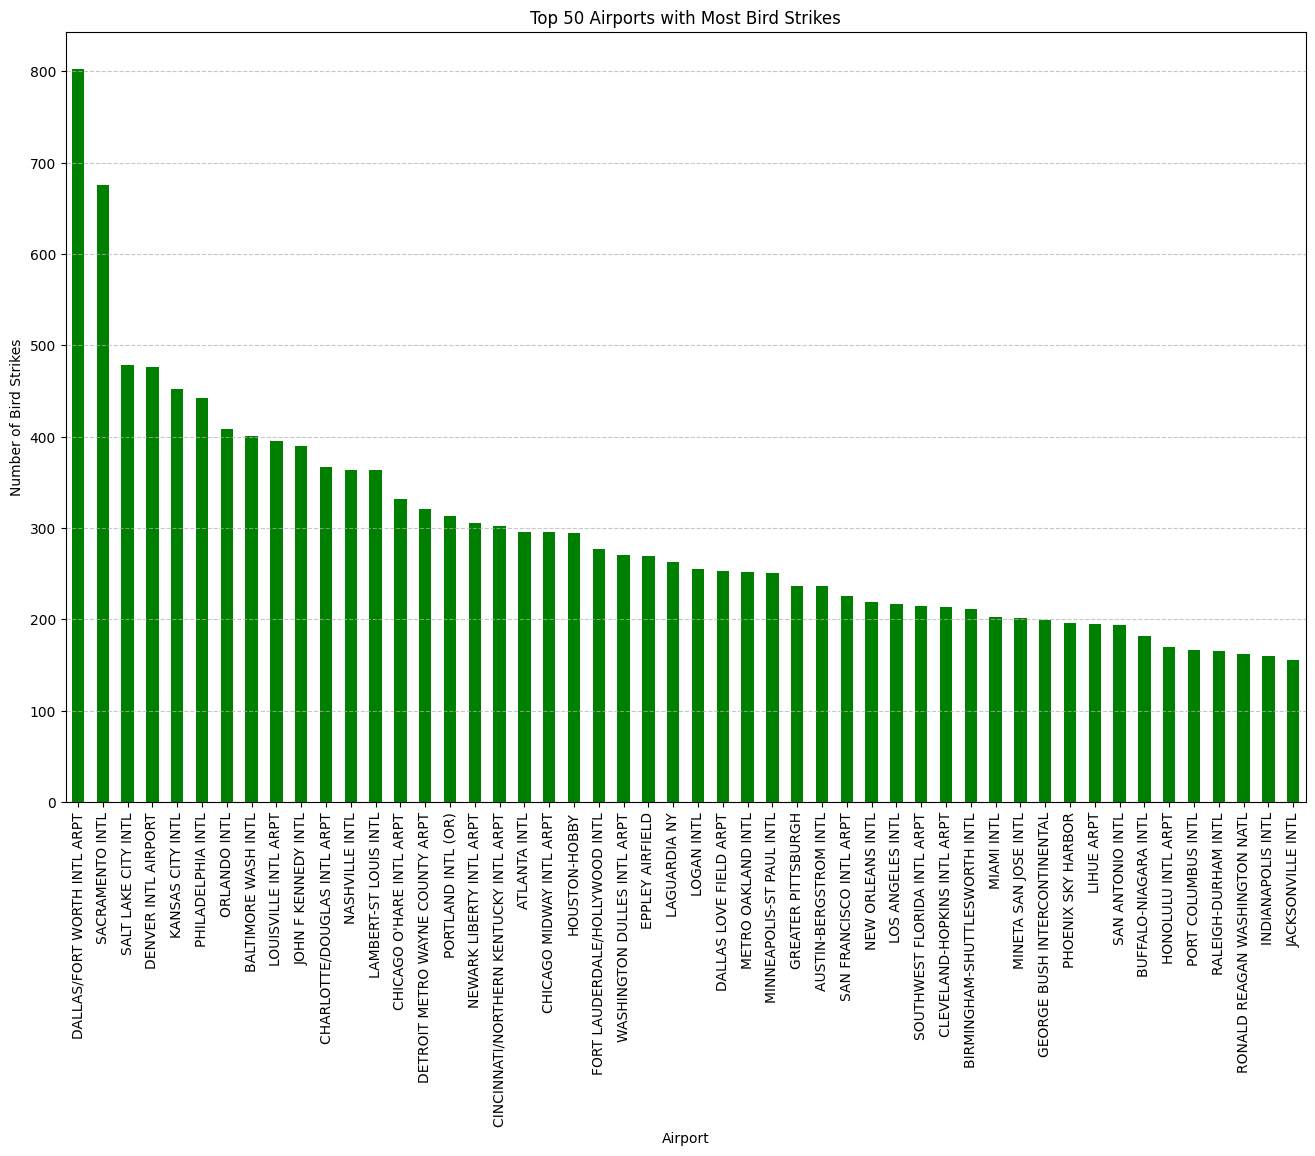 Top 50 Airports with Most Bird Strikes
Number of Bird Strikes
800
700
600
500
400
300
200
100
0
DALLAS/FORT WORTH INTL ARPT
SACRAMENTO INTL
SALT LAKE CITY INTL
DENVER INTL AIRPORT
KANSAS CITY INTL
PHILADELPHIA INTL
ORLANDO INTL
BALTIMORE WASH INTL
LOUISVILLE INTL ARPT
JOHN F KENNEDY INTL
CHARLOTTE/DOUGLAS INTL ARPT
NASHVILLE INTL
LAMBERT-ST LOUIS INTL
CHICAGO O'HARE INTL ARPT
DETROIT METRO WAYNE COUNTY ARPT
PORTLAND INTL (OR)
NEWARK LIBERTY INTL ARPT
CINCINNATI/NORTHERN KENTUCKY INTL ARPT
ATLANTA INTL
CHICAGO MIDWAY INTL ARPT
HOUSTON-HOBBY
FORT LAUDERDALE/HOLLYWOOD INTL
WASHINGTON DULLES INTL ARPT
EPPLEY AIRFIELD
LAGUARDIA NY
LOGAN INTL
DALLAS LOVE FIELD ARPT
METRO OAKLAND INTL
MINNEAPOLIS-ST PAUL INTL
GREATER PITTSBURGH
AUSTIN-BERGSTROM INTL
SAN FRANCISCO INTL ARPT
NEW ORLEANS INTL
LOS ANGELES INTL
SOUTHWEST FLORIDA INTL ARPT
CLEVELAND-HOPKINS INTL ARPT
BIRMINGHAM-SHUTTLESWORTH INTL
MIAMI INTL
MINETA SAN JOSE INTL
GEORGE BUSH INTERCONTINENTAL
PHOENIX SKY HARBOR
LIHUE ARPT
SAN ANTONIO INTL
BUFFALO-NIAGARA INTL
HONOLULU INTL ARPT
PORT COLUMBUS INTL
RALEIGH-DURHAM INTL
RONALD REAGAN WASHINGTON NATL
INDIANAPOLIS INTL
JACKSONVILLE INTL
Airport